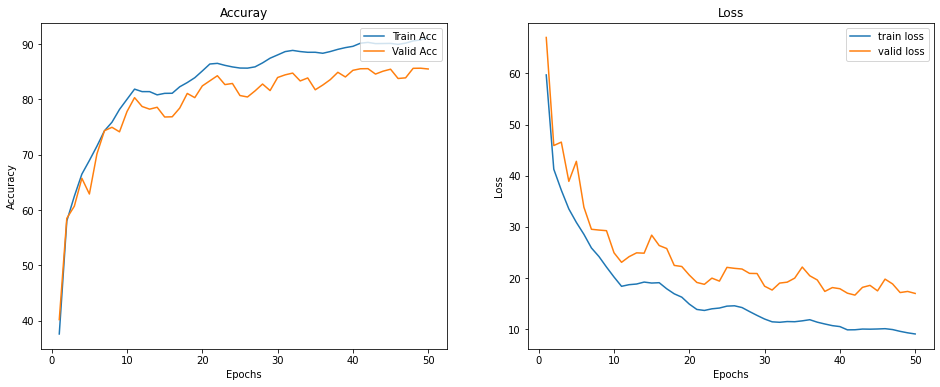 Accuray
Train Acc
Valid Acc
90
80
70
60
50
40
Accuracy
0 10 20 30 40 50
Epochs
Loss
train loss
valid loss
60
50
40
30
20
10
Loss
0 10 20 30 40 50
Epochs